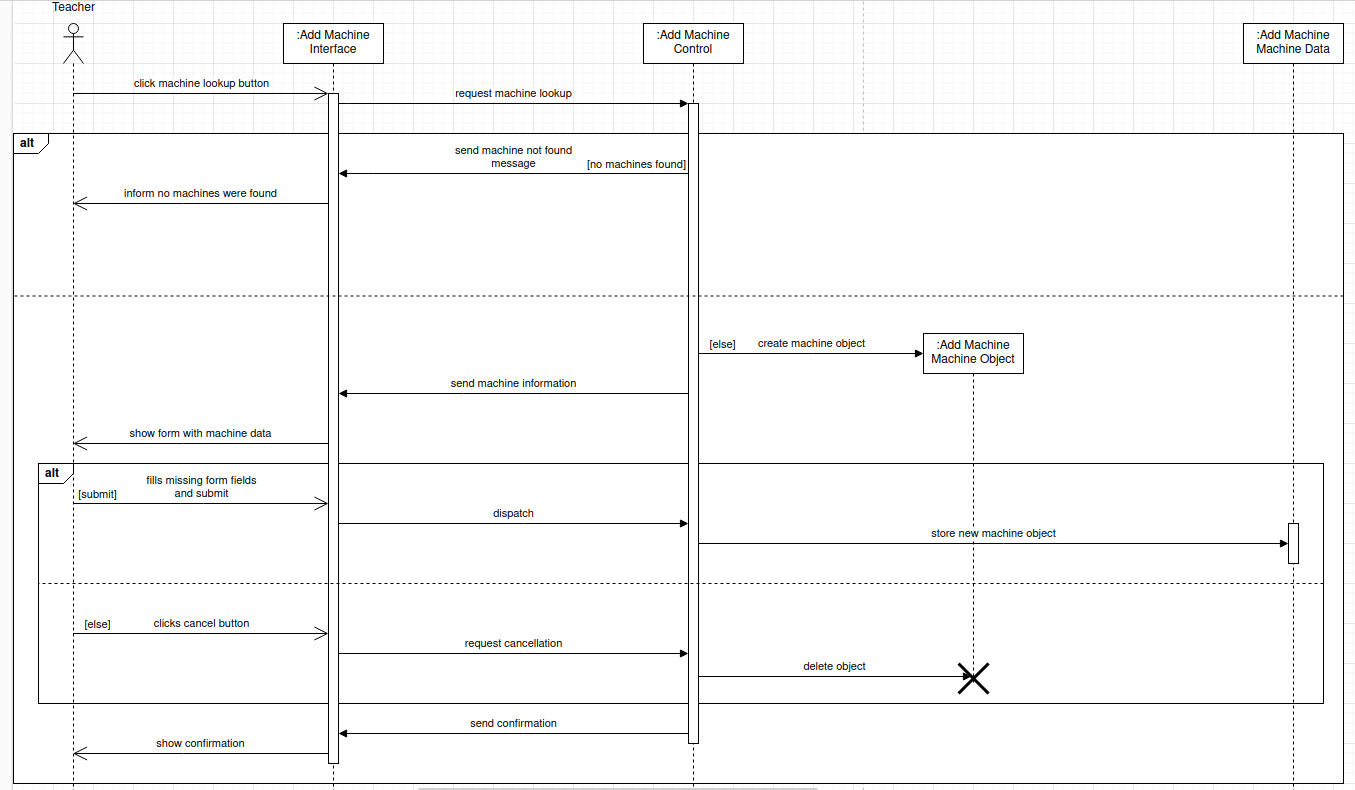 Teacher
:Add Machine
Interface
:Add Machine
Control
:Add Machine
Machine Data
click machine lookup button
request machine lookup
alt
send machine not found
message
[no machines found]
inform no machines were found
[else]
create machine object
:Add Machine
Machine Object
send machine information
show form with machine data
alt
fills missing form fields
and submit
[submit]
dispatch
store new machine object
[else]
clicks cancel button
request cancellation
delete object
send confirmation
show confirmation